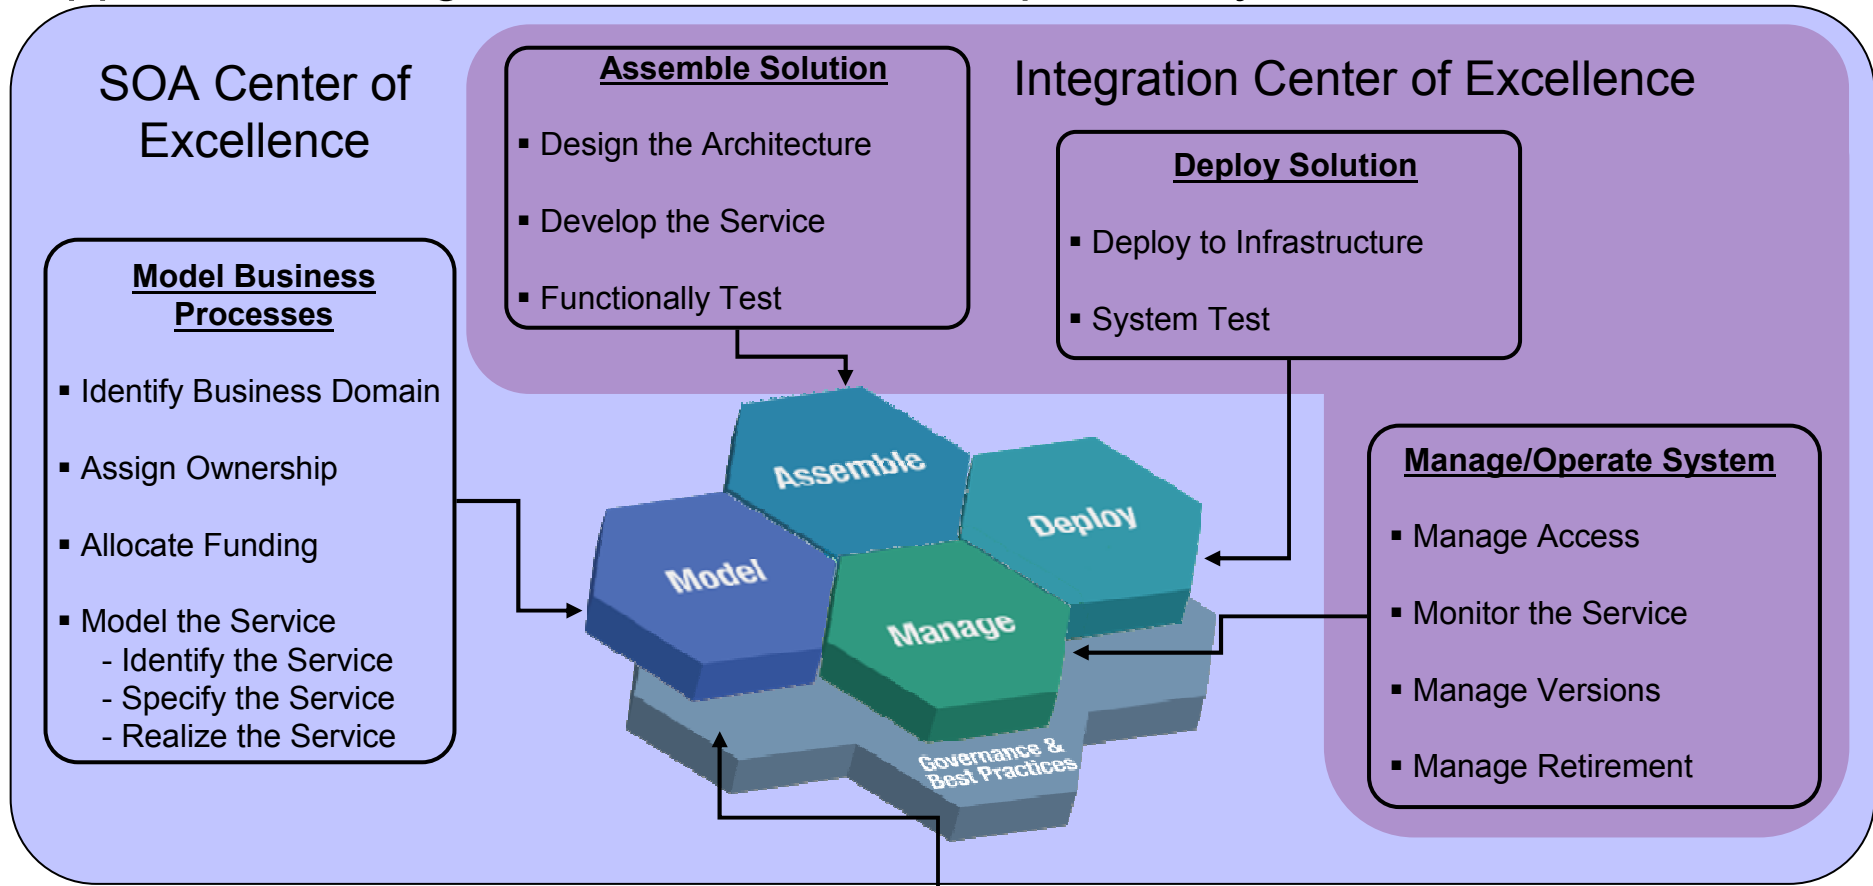 SOA Center of
Excellence
Integration Center of Excellence
Assemble Solution
▪ Design the Architecture
▪ Develop the Service
▪ Functionally Test
Deploy Solution
▪ Deploy to Infrastructure
▪ System Test
Model Business
Processes
▪ Identify Business Domain
▪ Assign Ownership
▪ Allocate Funding
▪ Model the Service
- Identify the Service
- Specify the Service
- Realize the Service
Manage/Operate System
▪ Manage Access
▪ Monitor the Service
▪ Manage Versions
▪ Manage Retirement
Assemble
Deploy
Model
Manage
Governance &
Best Practices